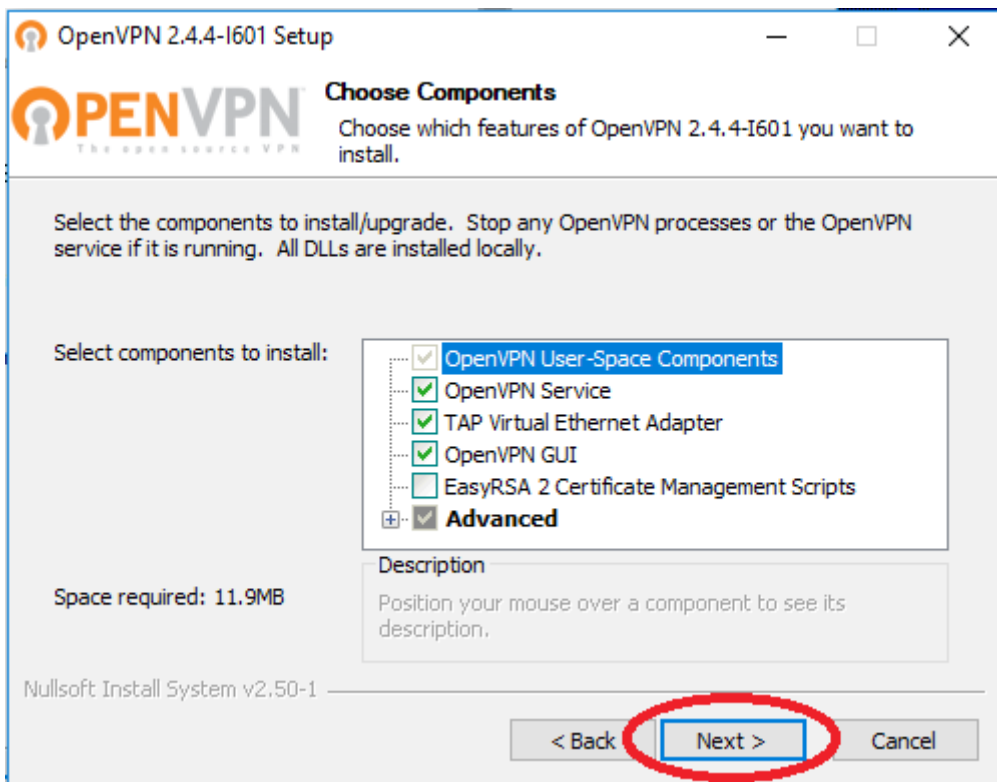 OpenVPN 2.4.4-I601 Setup
OPENVPN
The open source VPN
Choose Components
Choose which features of OpenVPN 2.4.4-I601 you want to
install.
Select the components to install/upgrade. Stop any OpenVPN processes or the OpenVPN
service if it is running. All DLLs are installed locally.
Select components to install:
OpenVPN User-Space Components
OpenVPN Service
TAP Virtual Ethernet Adapter
OpenVPN GUI
EasyRSA 2 Certificate Management Scripts
Advanced
Space required: 11.9MB
Description
Position your mouse over a component to see its
description.
Nullsoft Install System v2.50-1
< Back
Next >
Cancel